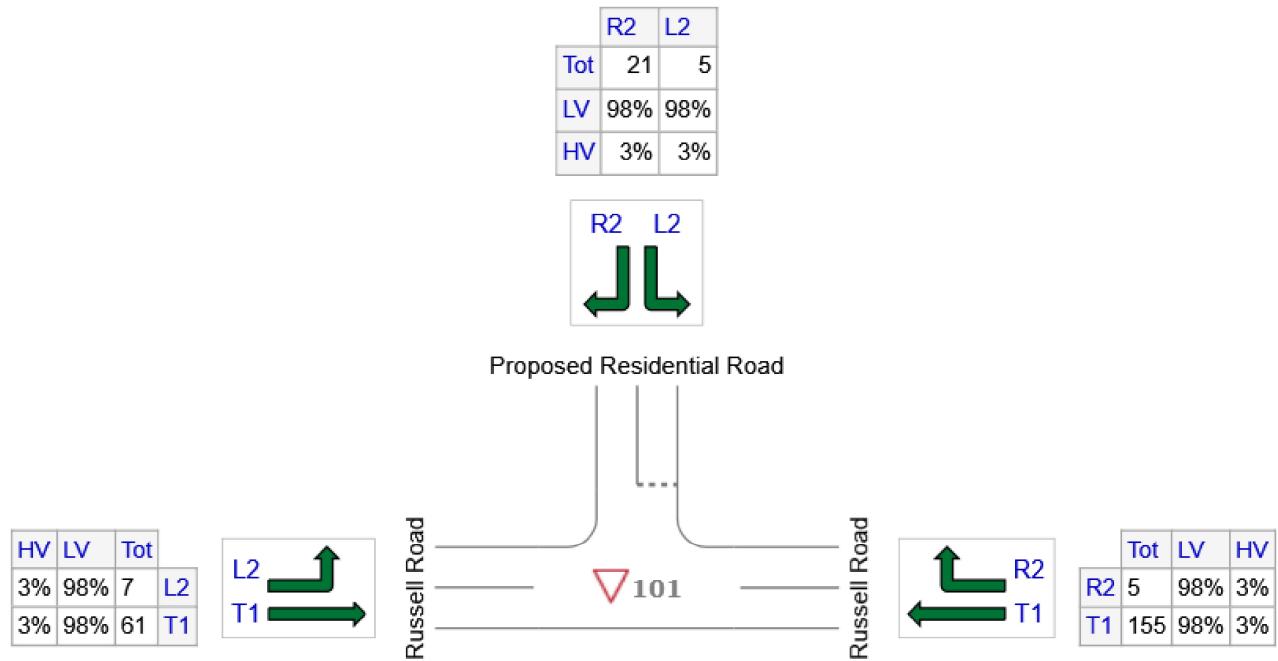 R2 L2
Tot 21 5
LV 98% 98%
HV 3% 3%
R2 L2
Proposed Residential Road
Russell Road
Russell Road
101
HV LV Tot
3% 98% 7 L2
3% 98% 61 T1
L2
T1
R2
T1
Tot LV HV
R2 5 98% 3%
T1 155 98% 3%